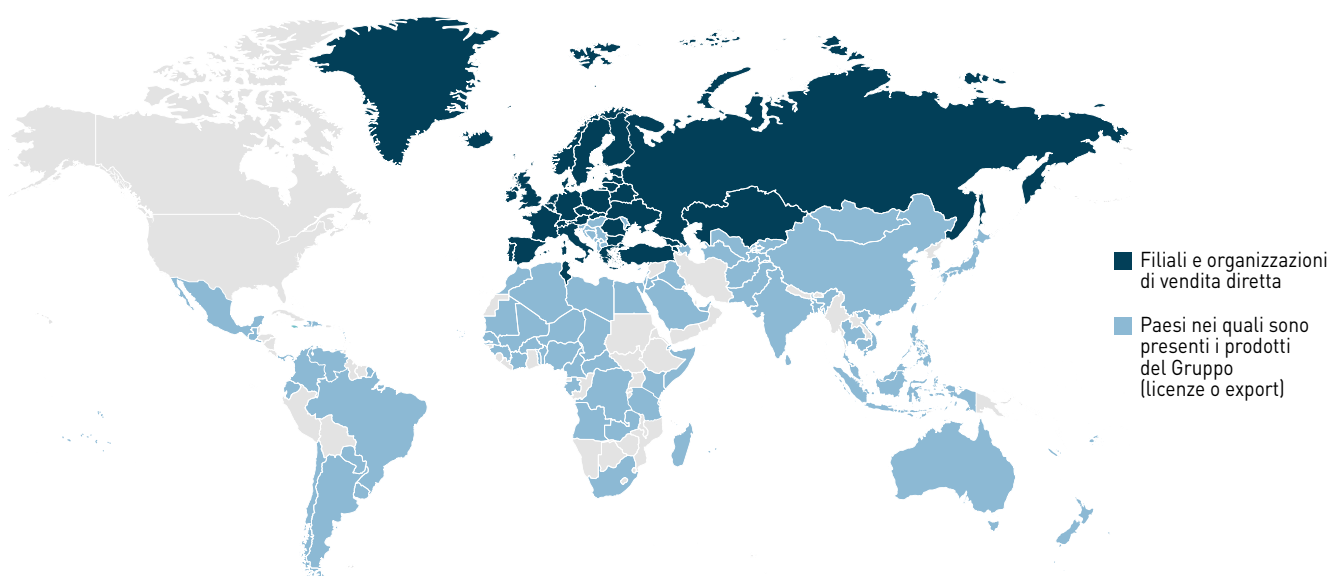 Filiali e organizzazioni
di vendita diretta
Paesi nei quali sono
presenti i prodotti
del Gruppo
(licenze o export)